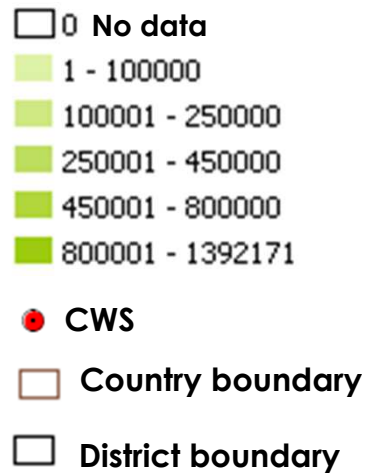 0 No data
1 - 100000
100001 - 250000
250001 - 450000
450001 - 800000
800001 - 1392171
CWS
Country boundary
District boundary